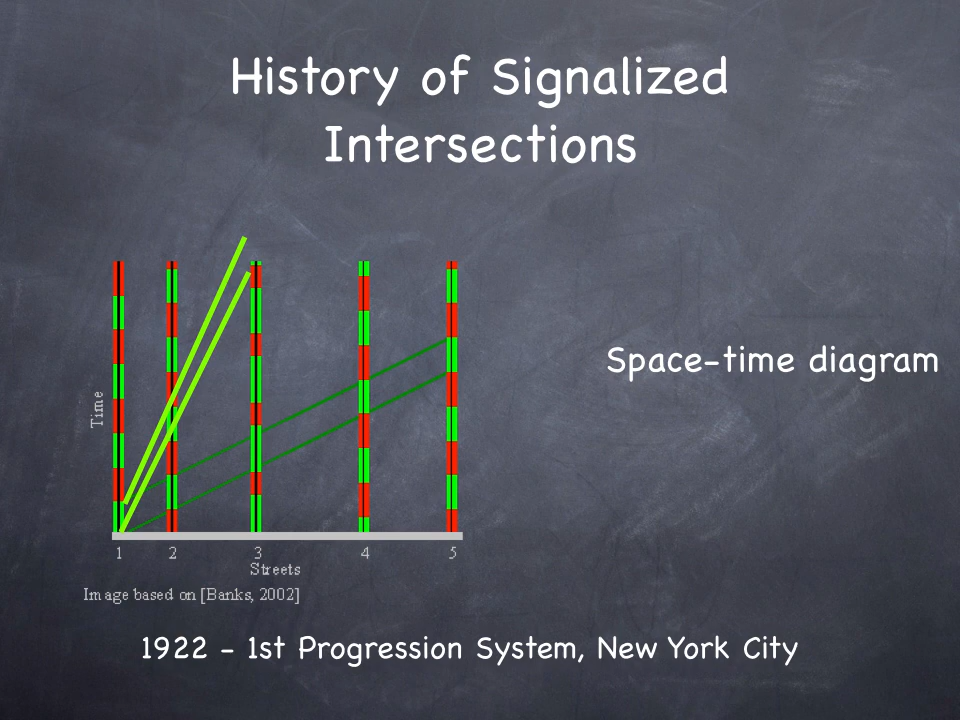 History of Signalized
Intersections
Space-time diagram
Time
1 2 3 4 5
Streets
Image based on [Banks, 2002]
1922 - 1st Progression System, New York City